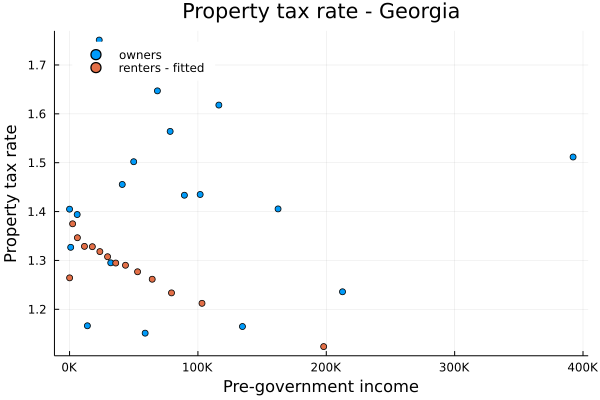 Property tax rate - Georgia
owners
renters - fitted
Property tax rate
1.7
1.6
1.5
1.4
1.3
1.2
0K 100K 200K 300K 400K
Pre-government income